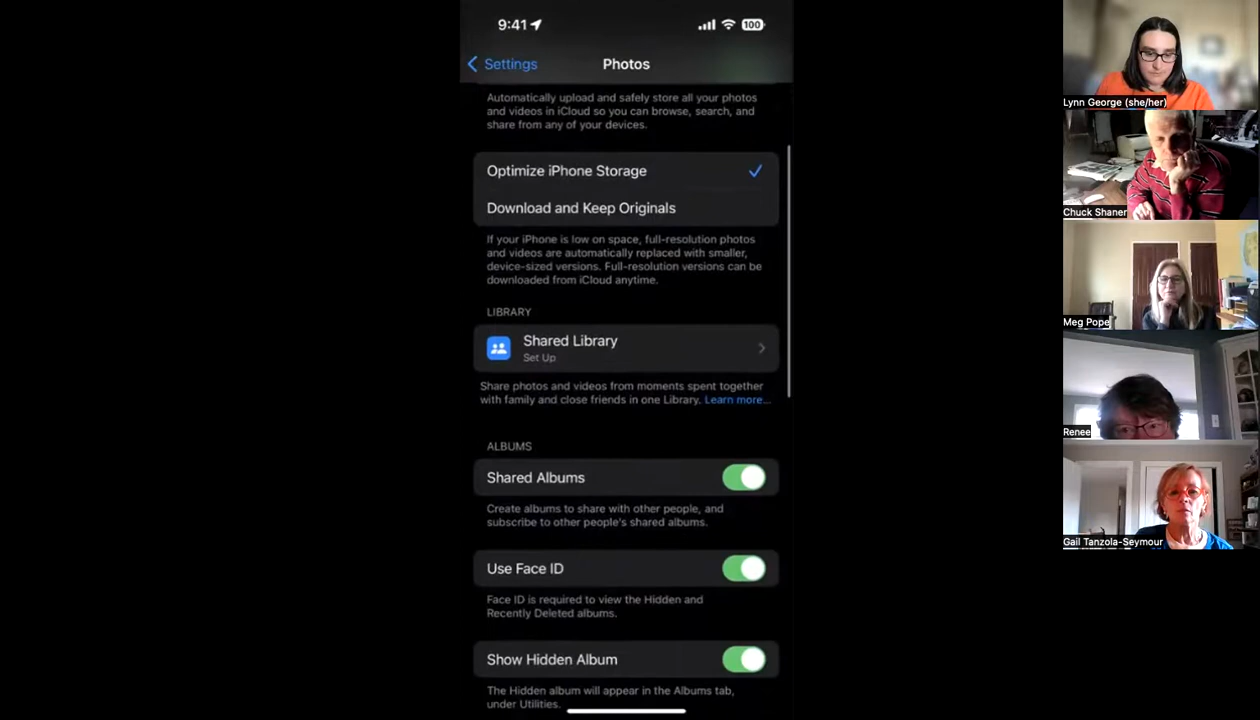 9:41
100
Settings
Photos
Automatically upload and safely store all your photos
and videos in iCloud so you can browse, search, and
share from any of your devices.
Optimize iPhone Storage
Download and Keep Originals
If your iPhone is low on space, full-resolution photos
and videos are automatically replaced with smaller,
device-sized versions. Full-resolution versions can be
downloaded from iCloud anytime.
LIBRARY
Shared Library
Set Up
Share photos and videos from moments spent together
with family and close friends in one Library. Learn more...
ALBUMS
Shared Albums
Create albums to share with other people, and
subscribe to other people's shared albums.
Use Face ID
Face ID is required to view the Hidden and
Recently Deleted albums.
Show Hidden Album
The Hidden album will appear in the Albums tab,
under Utilities.
Lynn George (she/her)
Chuck Shaner
Meg Pope
Renee
Gail Tanzola-Seymour